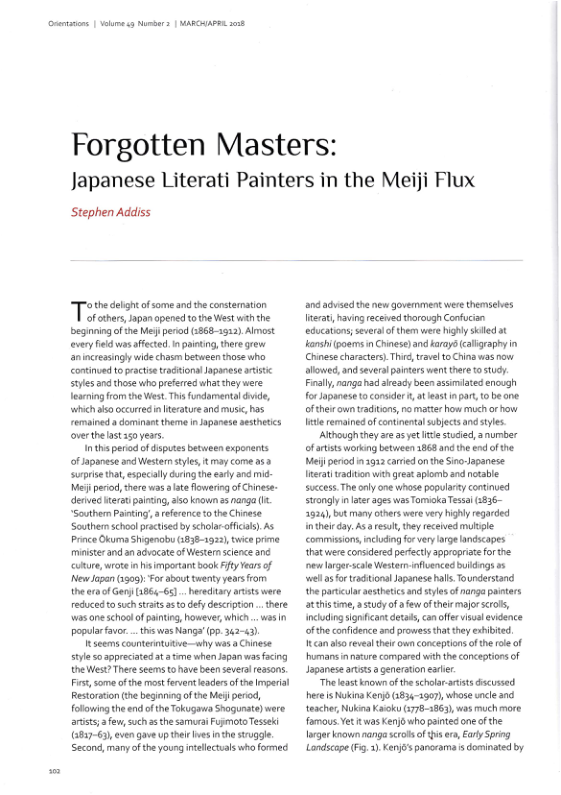 Orientations | Volume 49 Number 2 | MARCH/APRIL 2018
Forgotten Masters:
Japanese Literati Painters in the Meiji Flux
Stephen Addiss
To the delight of some and the consternation
of others, Japan opened to the West with the
beginning of the Meiji period (1868–1912). Almost
every field was affected. In painting, there grew
an increasingly wide chasm between those who
continued to practise traditional Japanese artistic
styles and those who preferred what they were
learning from the West. This fundamental divide,
which also occurred in literature and music, has
remained a dominant theme in Japanese aesthetics
over the last 150 years.
In this period of disputes between exponents
of Japanese and Western styles, it may come as a
surprise that, especially during the early and mid-
Meiji period, there was a late flowering of Chinese-
derived literati painting, also known as nanga (lit.
'Southern Painting', a reference to the Chinese
Southern school practised by scholar-officials). As
Prince Ōkuma Shigenobu (1838–1922), twice prime
minister and an advocate of Western science and
culture, wrote in his important book Fifty Years of
New Japan (1909): 'For about twenty years from
the era of Genji [1864–65] ... hereditary artists were
reduced to such straits as to defy description ... there
was one school of painting, however, which ... was in
popular favor. ... this was Nanga' (pp. 342–43).
It seems counterintuitive—why was a Chinese
style so appreciated at a time when Japan was facing
the West? There seems to have been several reasons.
First, some of the most fervent leaders of the Imperial
Restoration (the beginning of the Meiji period,
following the end of the Tokugawa Shogunate) were
artists; a few, such as the samurai Fujimoto Tesseki
(1817–63), even gave up their lives in the struggle.
Second, many of the young intellectuals who formed
and advised the new government were themselves
literati, having received thorough Confucian
educations; several of them were highly skilled at
kanshi (poems in Chinese) and karayō (calligraphy in
Chinese characters). Third, travel to China was now
allowed, and several painters went there to study.
Finally, nanga had already been assimilated enough
for Japanese to consider it, at least in part, to be one
of their own traditions, no matter how much or how
little remained of continental subjects and styles.
Although they are as yet little studied, a number
of artists working between 1868 and the end of the
Meiji period in 1912 carried on the Sino-Japanese
literati tradition with great aplomb and notable
success. The only one whose popularity continued
strongly in later ages was Tomioka Tessai (1836–
1924), but many others were very highly regarded
in their day. As a result, they received multiple
commissions, including for very large landscapes
that were considered perfectly appropriate for the
new larger-scale Western-influenced buildings as
well as for traditional Japanese halls. To understand
the particular aesthetics and styles of nanga painters
at this time, a study of a few of their major scrolls,
including significant details, can offer visual evidence
of the confidence and prowess that they exhibited.
It can also reveal their own conceptions of the role of
humans in nature compared with the conceptions of
Japanese artists a generation earlier.
The least known of the scholar-artists discussed
here is Nukina Kenjō (1834–1907), whose uncle and
teacher, Nukina Kaioku (1778–1863), was much more
famous. Yet it was Kenjō who painted one of the
larger known nanga scrolls of this era, Early Spring
Landscape (Fig. 1). Kenjō's panorama is dominated by
102